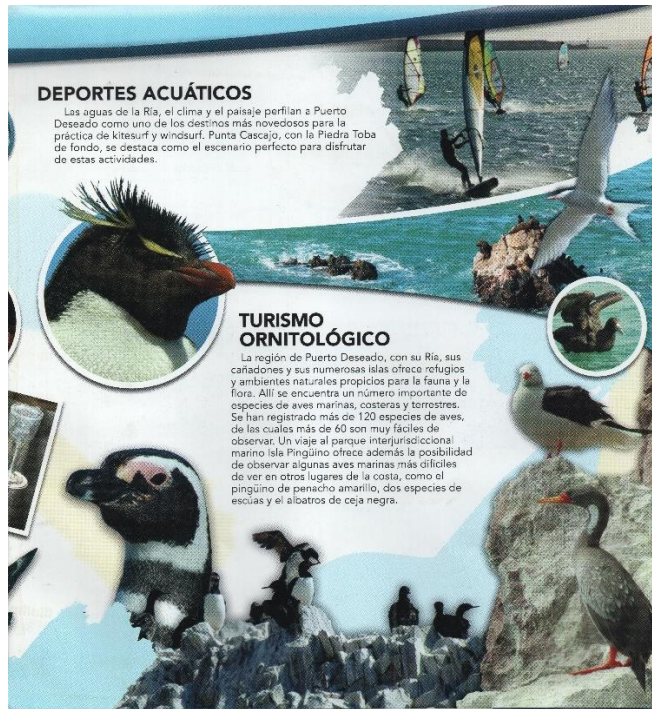 DEPORTES ACUÁTICOS
Las aguas de la Ría, el clima y el paisaje perfilan a Puerto
Deseado como uno de los destinos más novedosos para la
práctica de kitesurf y windsurf. Punta Cascajo, con la Piedra Toba
de fondo, se destaca como el escenario perfecto para disfrutar
de estas actividades.
TURISMO
ORNITOLÓGICO
La región de Puerto Deseado, con su Ría, sus
cañadones y sus numerosas islas ofrece refugios
y ambientes naturales propicios para la fauna y la
flora. Allí se encuentra un número importante de
especies de aves marinas, costeras y terrestres.
Se han registrado más de 120 especies de aves,
de las cuales más de 60 son muy fáciles de
observar. Un viaje al parque interjurisdiccional
marino Isla Pingüino ofrece además la posibilidad
de observar algunas aves marinas más difíciles
de ver en otros lugares de la costa, como el
pingüino de penacho amarillo, dos especies de
escúas y el albatros de ceja negra.